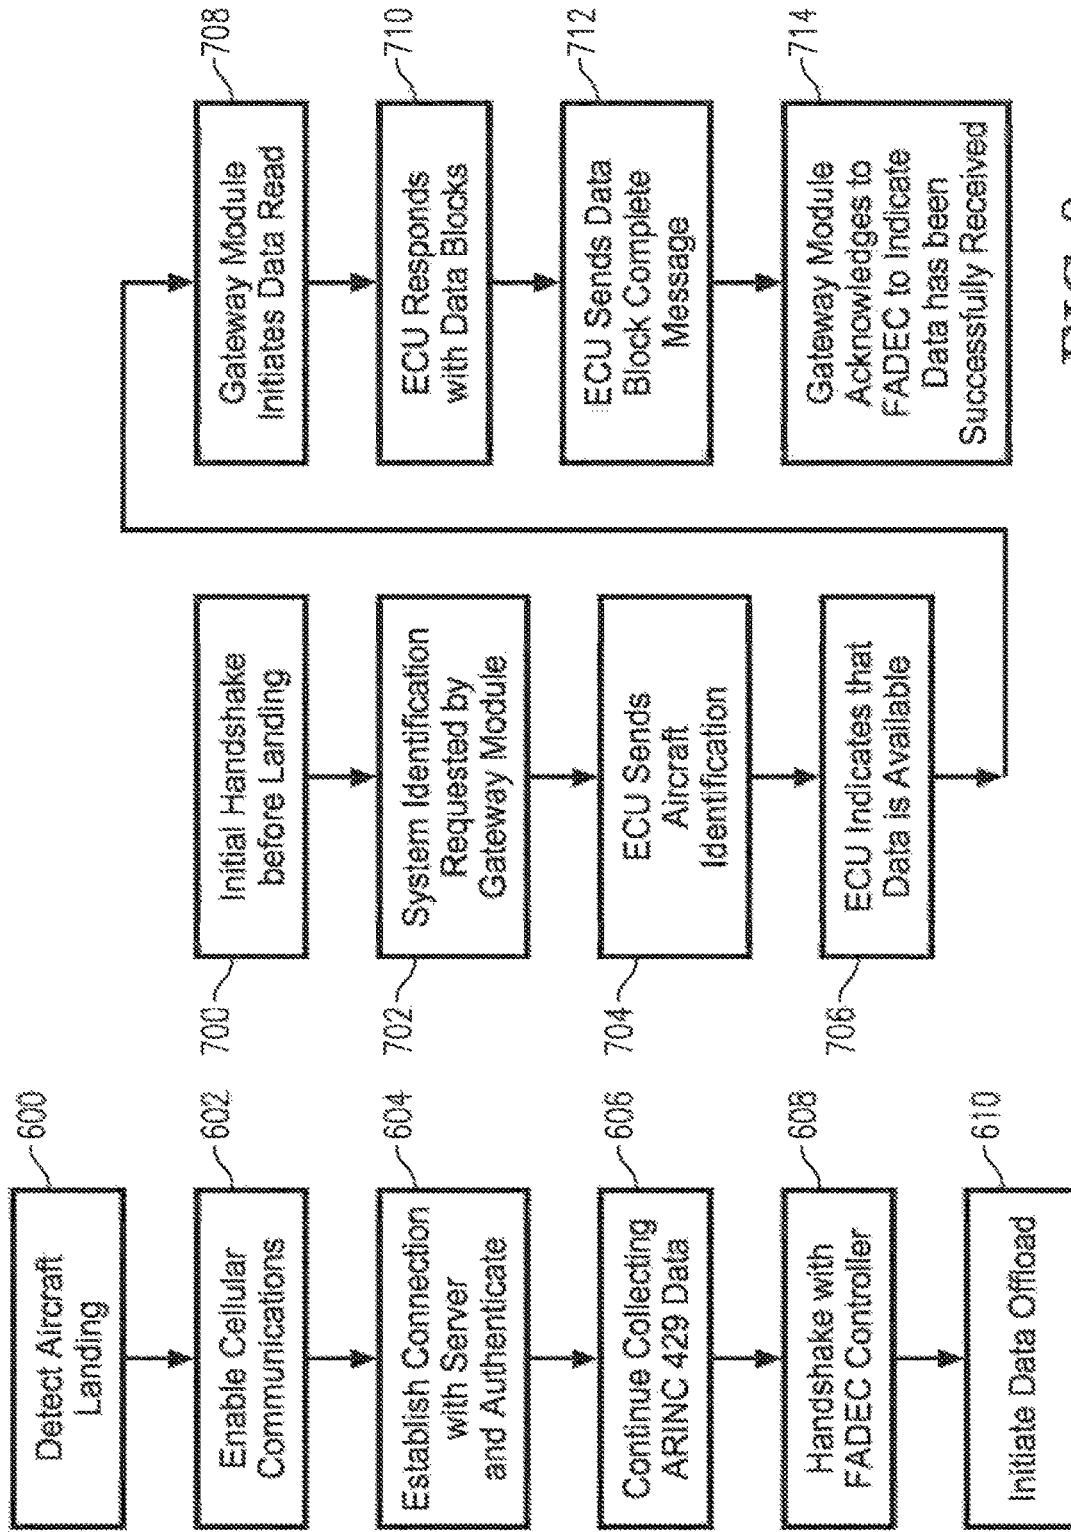 600
Detect Aircraft
Landing
602
Enable Cellular
Communications
604
Establish Connection
with Server
and Authenticate
606
Continue Collecting
ARINC 429 Data
608
Handshake with
FADEC Controller
610
Initiate Data Offload
700
Initial Handshake
before Landing
702
System Identification
Requested by
Gateway Module
704
ECU Sends
Aircraft
Identification
706
ECU Indicates that
Data is Available
708
Gateway Module
Initiates Data Read
710
ECU Responds
with Data Blocks
712
ECU Sends Data
Block Complete
Message
714
Gateway Module
Acknowledges to
FADEC to Indicate
Data has been
Successfully Received
FIG.